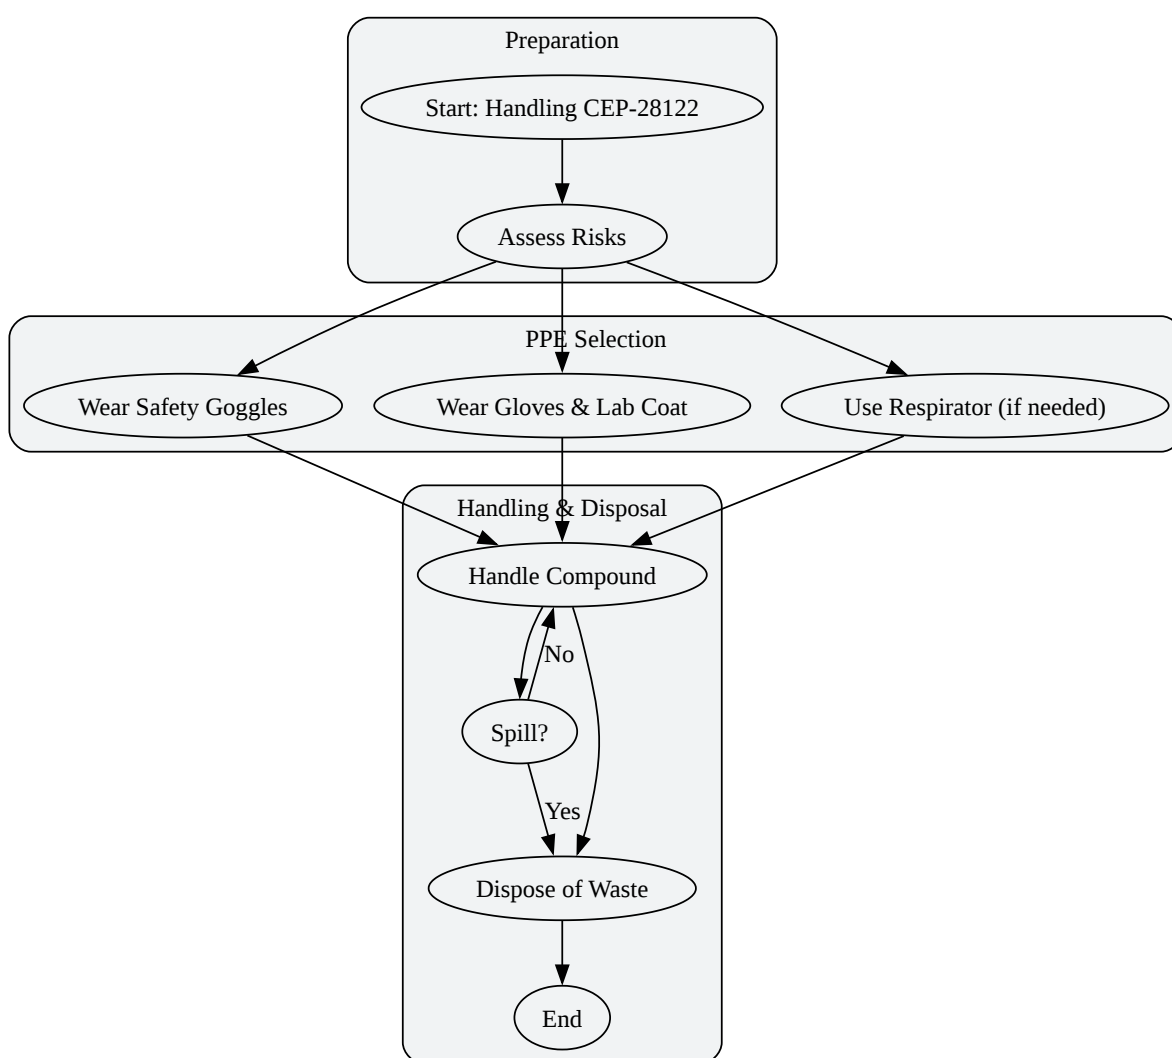 Preparation
Start: Handling CEP-28122
Assess Risks
PPE Selection
Wear Safety Goggles
Wear Gloves & Lab Coat
Use Respirator (if needed)
Handling & Disposal
Handle Compound
No
Spill?
Yes
Dispose of Waste
End